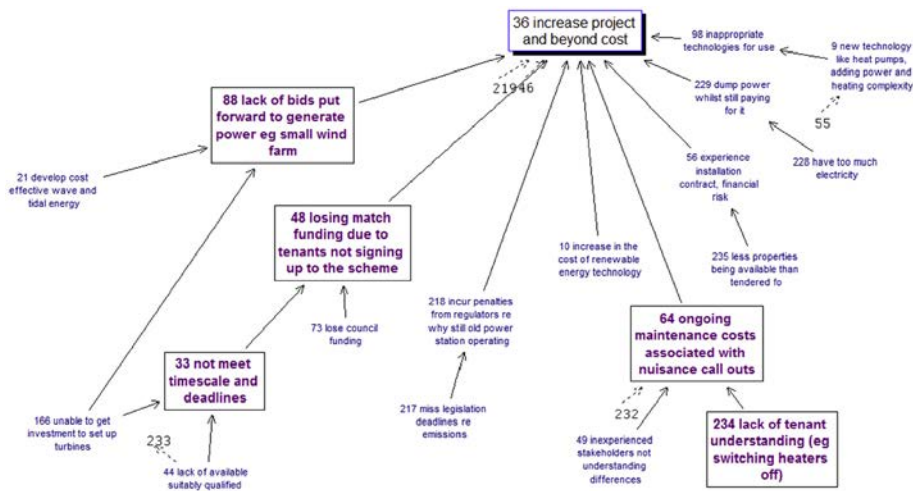 36 increase project
and beyond cost
98 inappropriate
technologies for use
9 new technology
like heat pumps,
adding power and
heating complexity
21946
229 dump power
whilst still paying
for it
55
88 lack of bids put
forward to generate
power eg small wind
farm
21 develop cost
effective wave and
tidal energy
56 experience
installation
contract, financial
risk
228 have too much
electricity
48 losing match
funding due to
tenants not signing
up to the scheme
10 increase in the
cost of renewable
energy technology
235 less properties
being available than
tendered fo
218 incur penalties
from regulators re
why still old power
station operating
73 lose council
funding
64 ongoing
maintenance costs
associated with
nuisance call outs
33 not meet
timescale and
deadlines
166 unable to get
investment to set up
turbines
217 miss legislation
deadlines re
emissions
232
233
44 lack of available
suitably qualified
49 inexperienced
stakeholders not
understanding
differences
234 lack of tenant
understanding (eg
switching heaters
off)